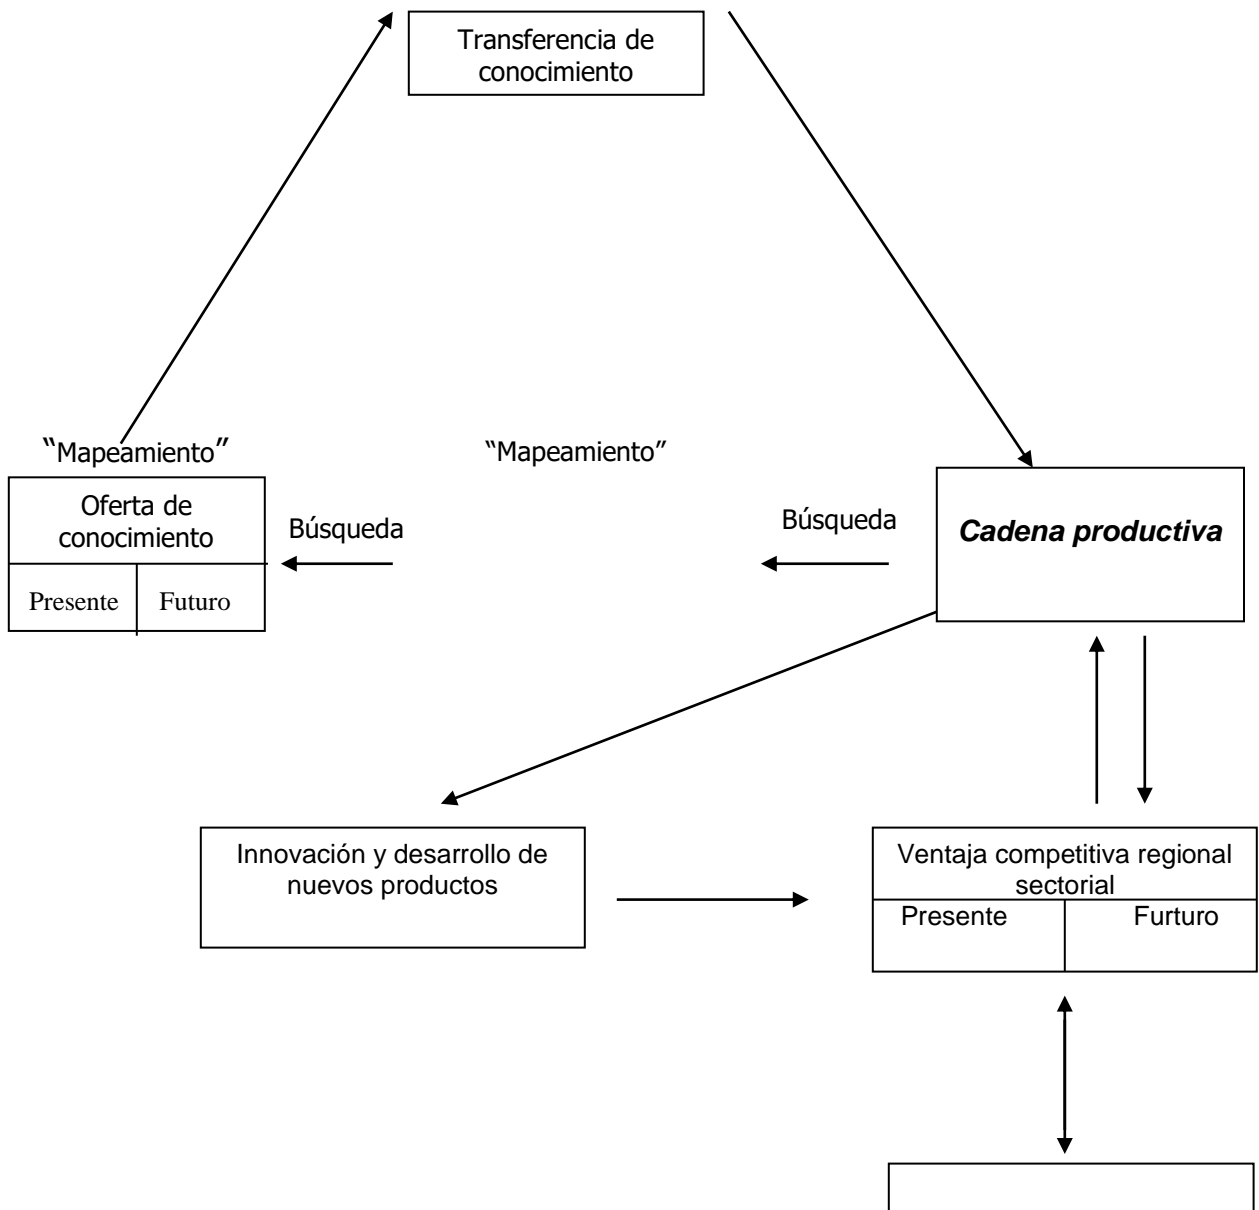 Transferencia de
conocimiento
“Mapeamiento”
“Mapeamiento”
Oferta de
conocimiento
Presente
Futuro
Búsqueda
Búsqueda
Cadena productiva
Innovación y desarrollo de
nuevos productos
Ventaja competitiva regional
sectorial
Presente
Furturo